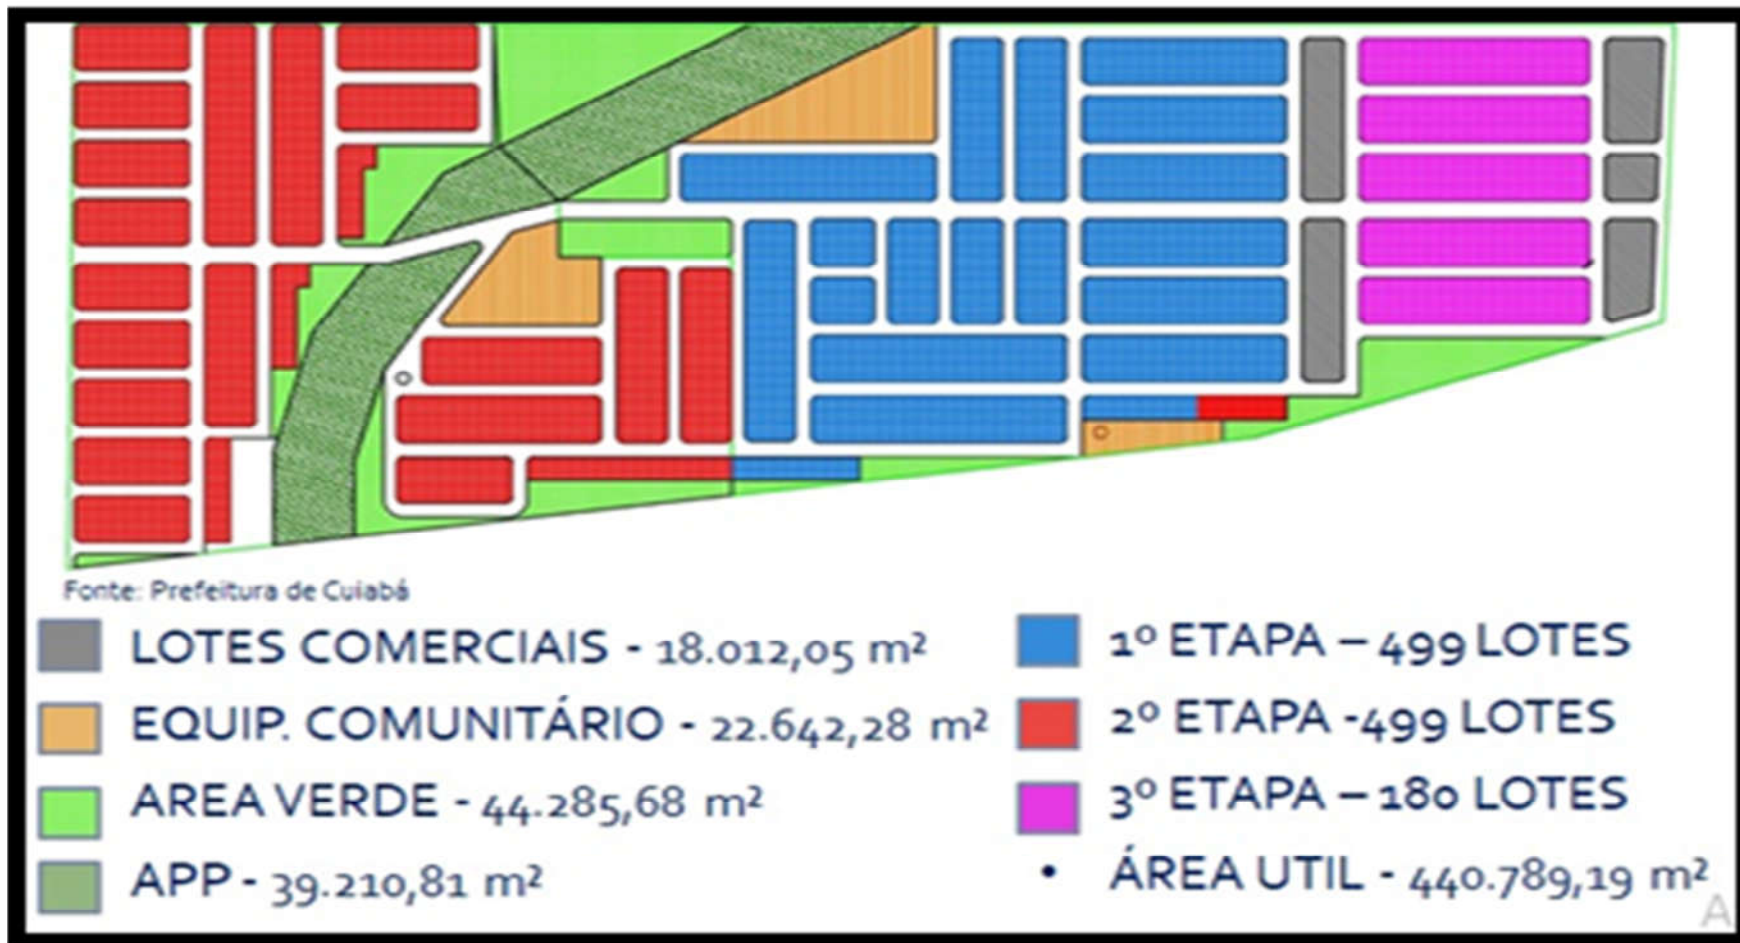 Fonte: Prefeitura de Cuiabá
LOTES COMERCIAIS - 18.012,05 m²
EQUIP. COMUNITÁRIO - 22.642,28 m²
AREA VERDE - 44.285,68 m²
APP - 39.210,81 m²
1º ETAPA – 499 LOTES
2º ETAPA -499 LOTES
3º ETAPA – 180 LOTES
• ÁREA UTIL - 440.789,19 m²
A